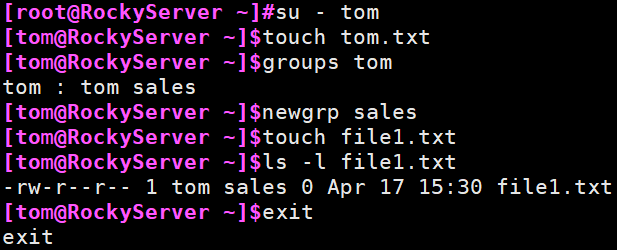 [root@RockyServer ~]#su - tom
[tom@RockyServer ~]$touch tom.txt
[tom@RockyServer ~]$groups tom
tom : tom sales
[tom@RockyServer ~]$newgrp sales
[tom@RockyServer ~]$touch file1.txt
[tom@RockyServer ~]$ls -l file1.txt
-rw-r--r-- 1 tom sales 0 Apr 17 15:30 file1.txt
[tom@RockyServer ~]$exit
exit